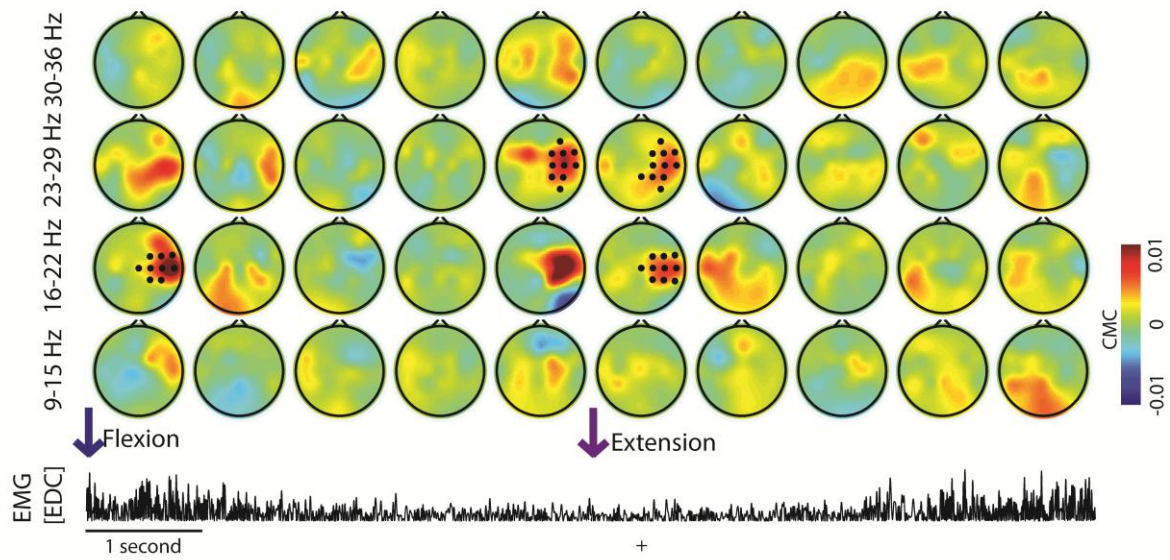 30-36 Hz
23-29 Hz
16-22 Hz
9-15 Hz
0.01
0
-0.01
CMC
Flexion
Extension
EMG
[EDC]
1 second
+